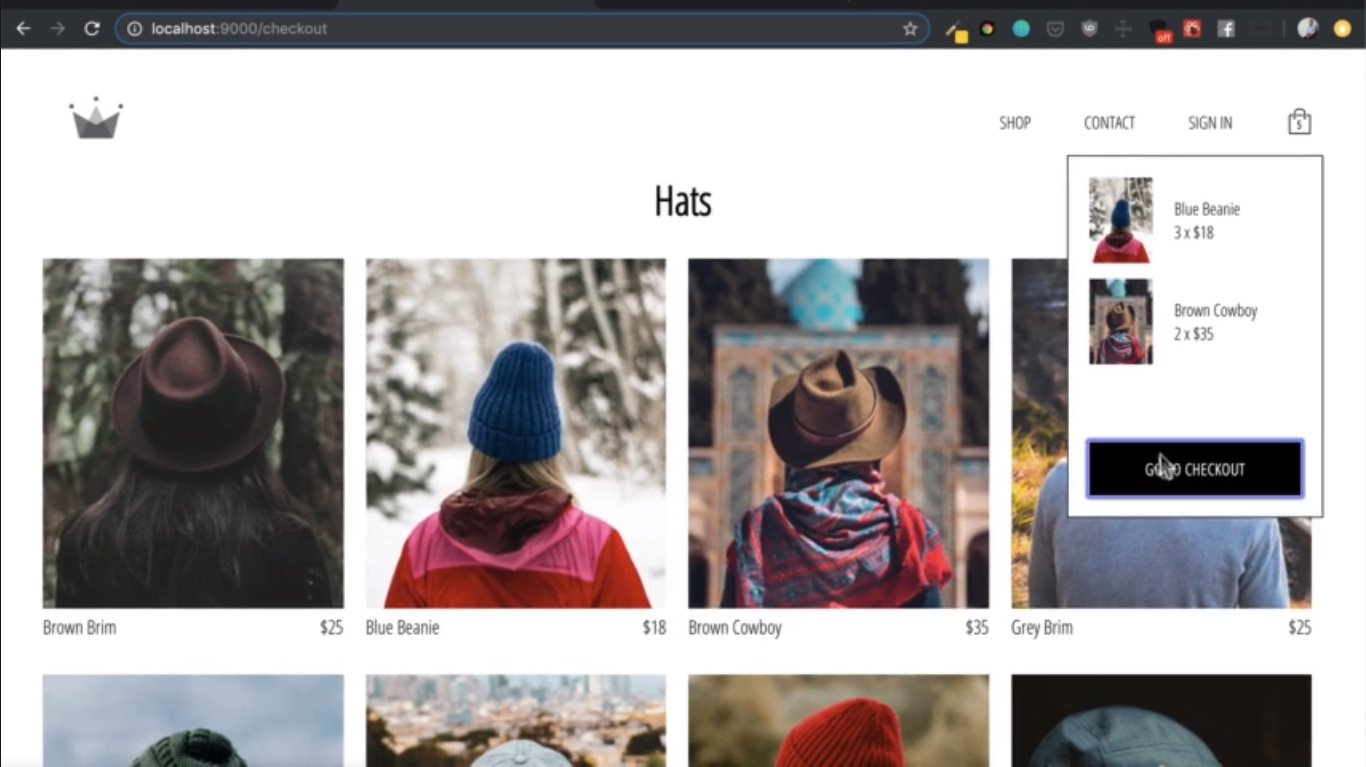 localhost:9000/checkout
off
SHOP CONTACT SIGN IN 5
Hats
Blue Beanie
3 x $18
Brown Cowboy
2 x $35
CHECKOUT
Brown Brim $25
Blue Beanie $18
Brown Cowboy $35
Grey Brim $25